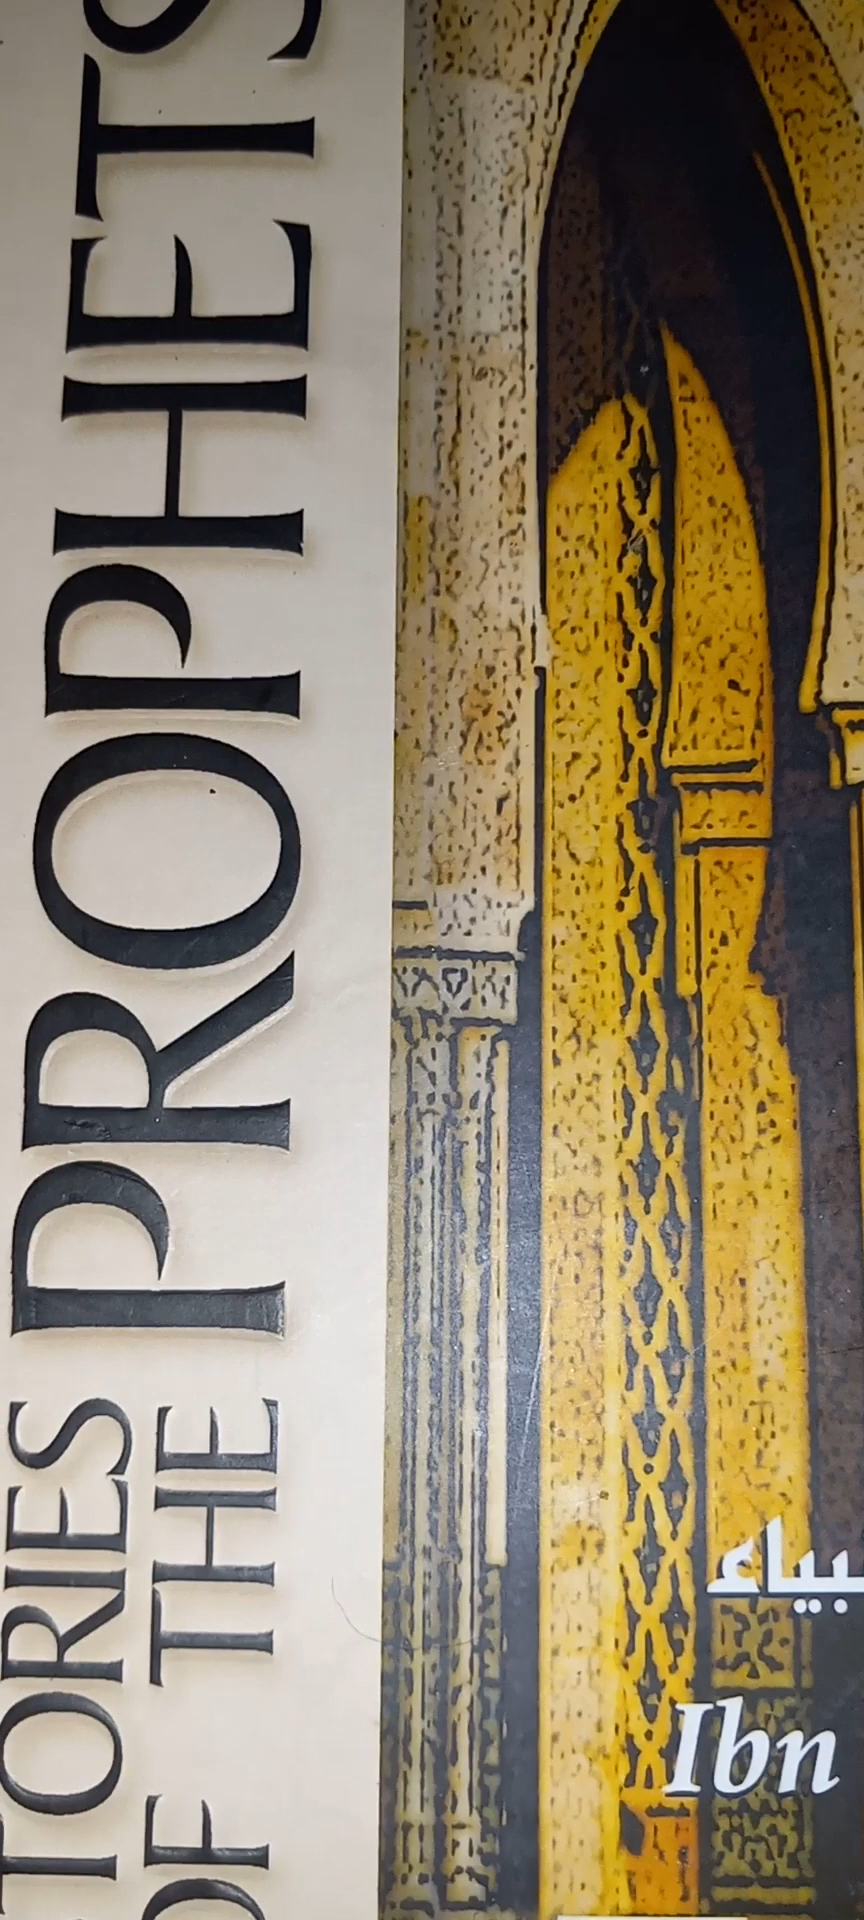 TORIES
OF THE
PROPHETS
بياء
Ibn